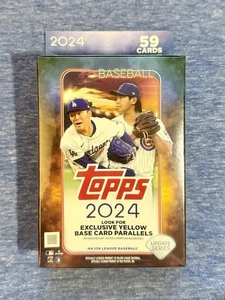 2024
59
CARDS
BASEBALL
topps
2024
LOOK FOR
EXCLUSIVE YELLOW
BASE CARD PARALLELS
UPDATE
SERIES
MAJOR LEAGUE BASEBALL